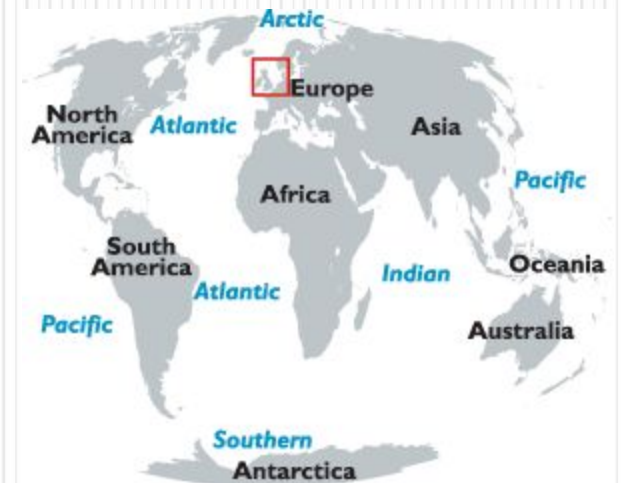 Arctic
Europe
North
America
Atlantic
Asia
Pacific
Africa
South
America
Atlantic
Indian
Oceania
Pacific
Australia
Southern
Antarctica